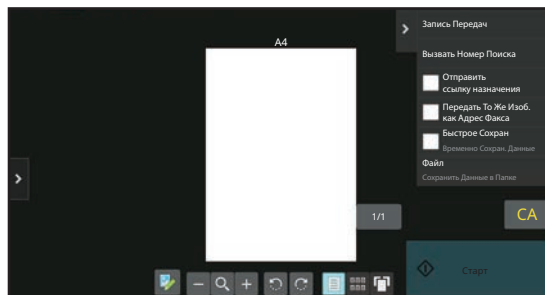 A4
Запись Передач
Вызвать Номер Поиска
Отправить
ссылку назначения
Передать То Же Изоб.
как Адрес Факса
Быстрое Сохран
Временно Сохран. Данные
Файл
Сохранить Данные в Папке
1/1
CA
Старт